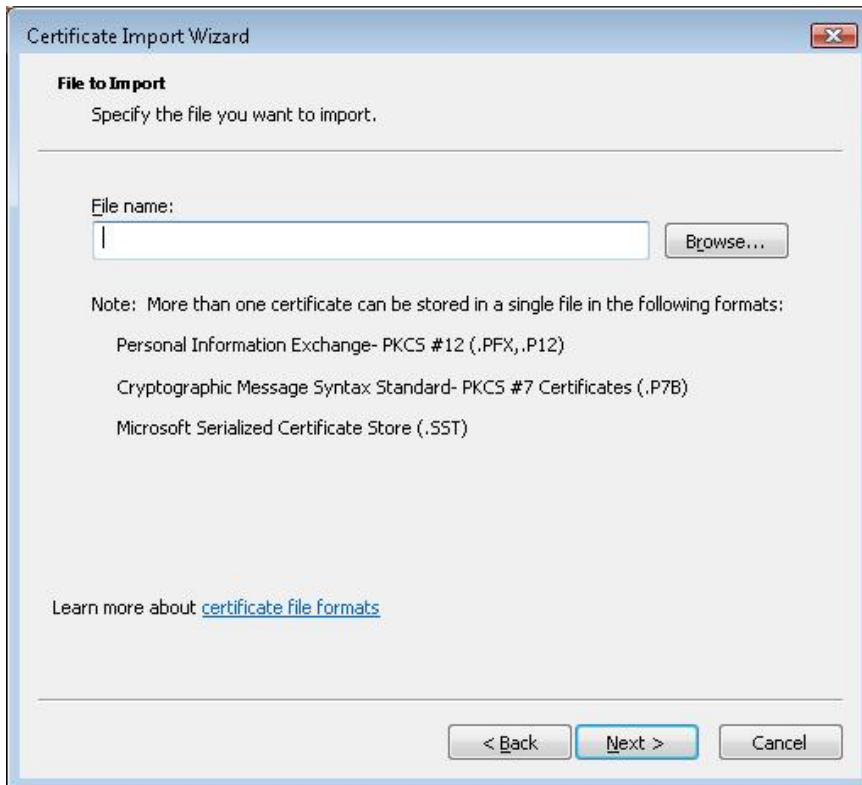 Certificate Import Wizard
File to Import
Specify the file you want to import.
File name:
Browse...
Note:  More than one certificate can be stored in a single file in the following formats:
Personal Information Exchange- PKCS #12 (.PFX,.P12)
Cryptographic Message Syntax Standard- PKCS #7 Certificates (.P7B)
Microsoft Serialized Certificate Store (.SST)
Learn more about certificate file formats
< Back Next > Cancel